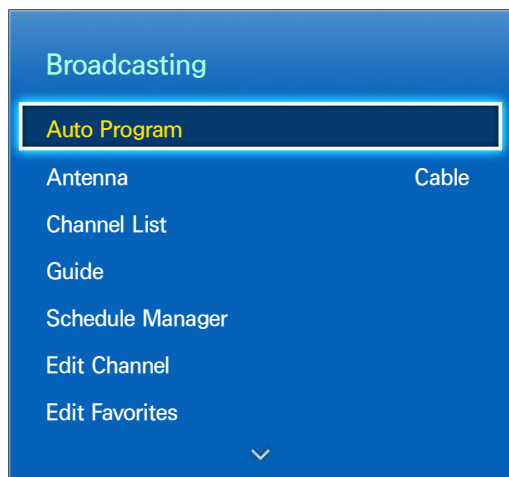 Broadcasting
Auto Program
Antenna Cable
Channel List
Guide
Schedule Manager
Edit Channel
Edit Favorites